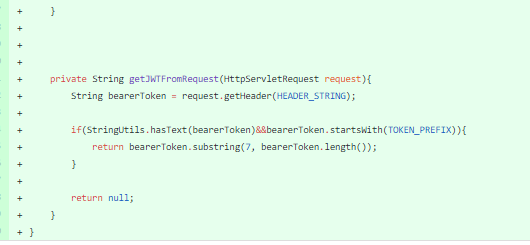 +     }
+
+
+
+     private String getJWTFromRequest(HttpServletRequest request){
+         String bearerToken = request.getHeader(HEADER_STRING);
+
+         if(StringUtils.hasText(bearerToken)&&bearerToken.startsWith(TOKEN_PREFIX)){
+             return bearerToken.substring(7, bearerToken.length());
+         }
+
+         return null;
+     }
+ }